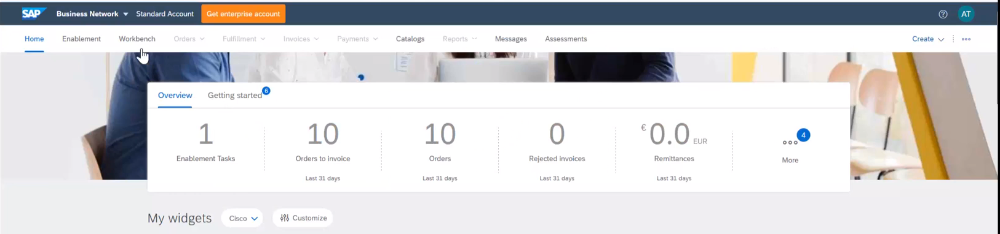 SAP Business Network Standard Account Get enterprise account ? AT
Home Enablement Workbench Orders Fulfillment Invoices Payments Catalogs Reports Messages Assessments Create
Overview Getting started 6
1 10 10 0 € 0.0 EUR 4
Enablement Tasks Orders to invoice Orders Rejected invoices Remittances More
Last 31 days Last 31 days Last 31 days Last 31 days
My widgets Cisco Customize